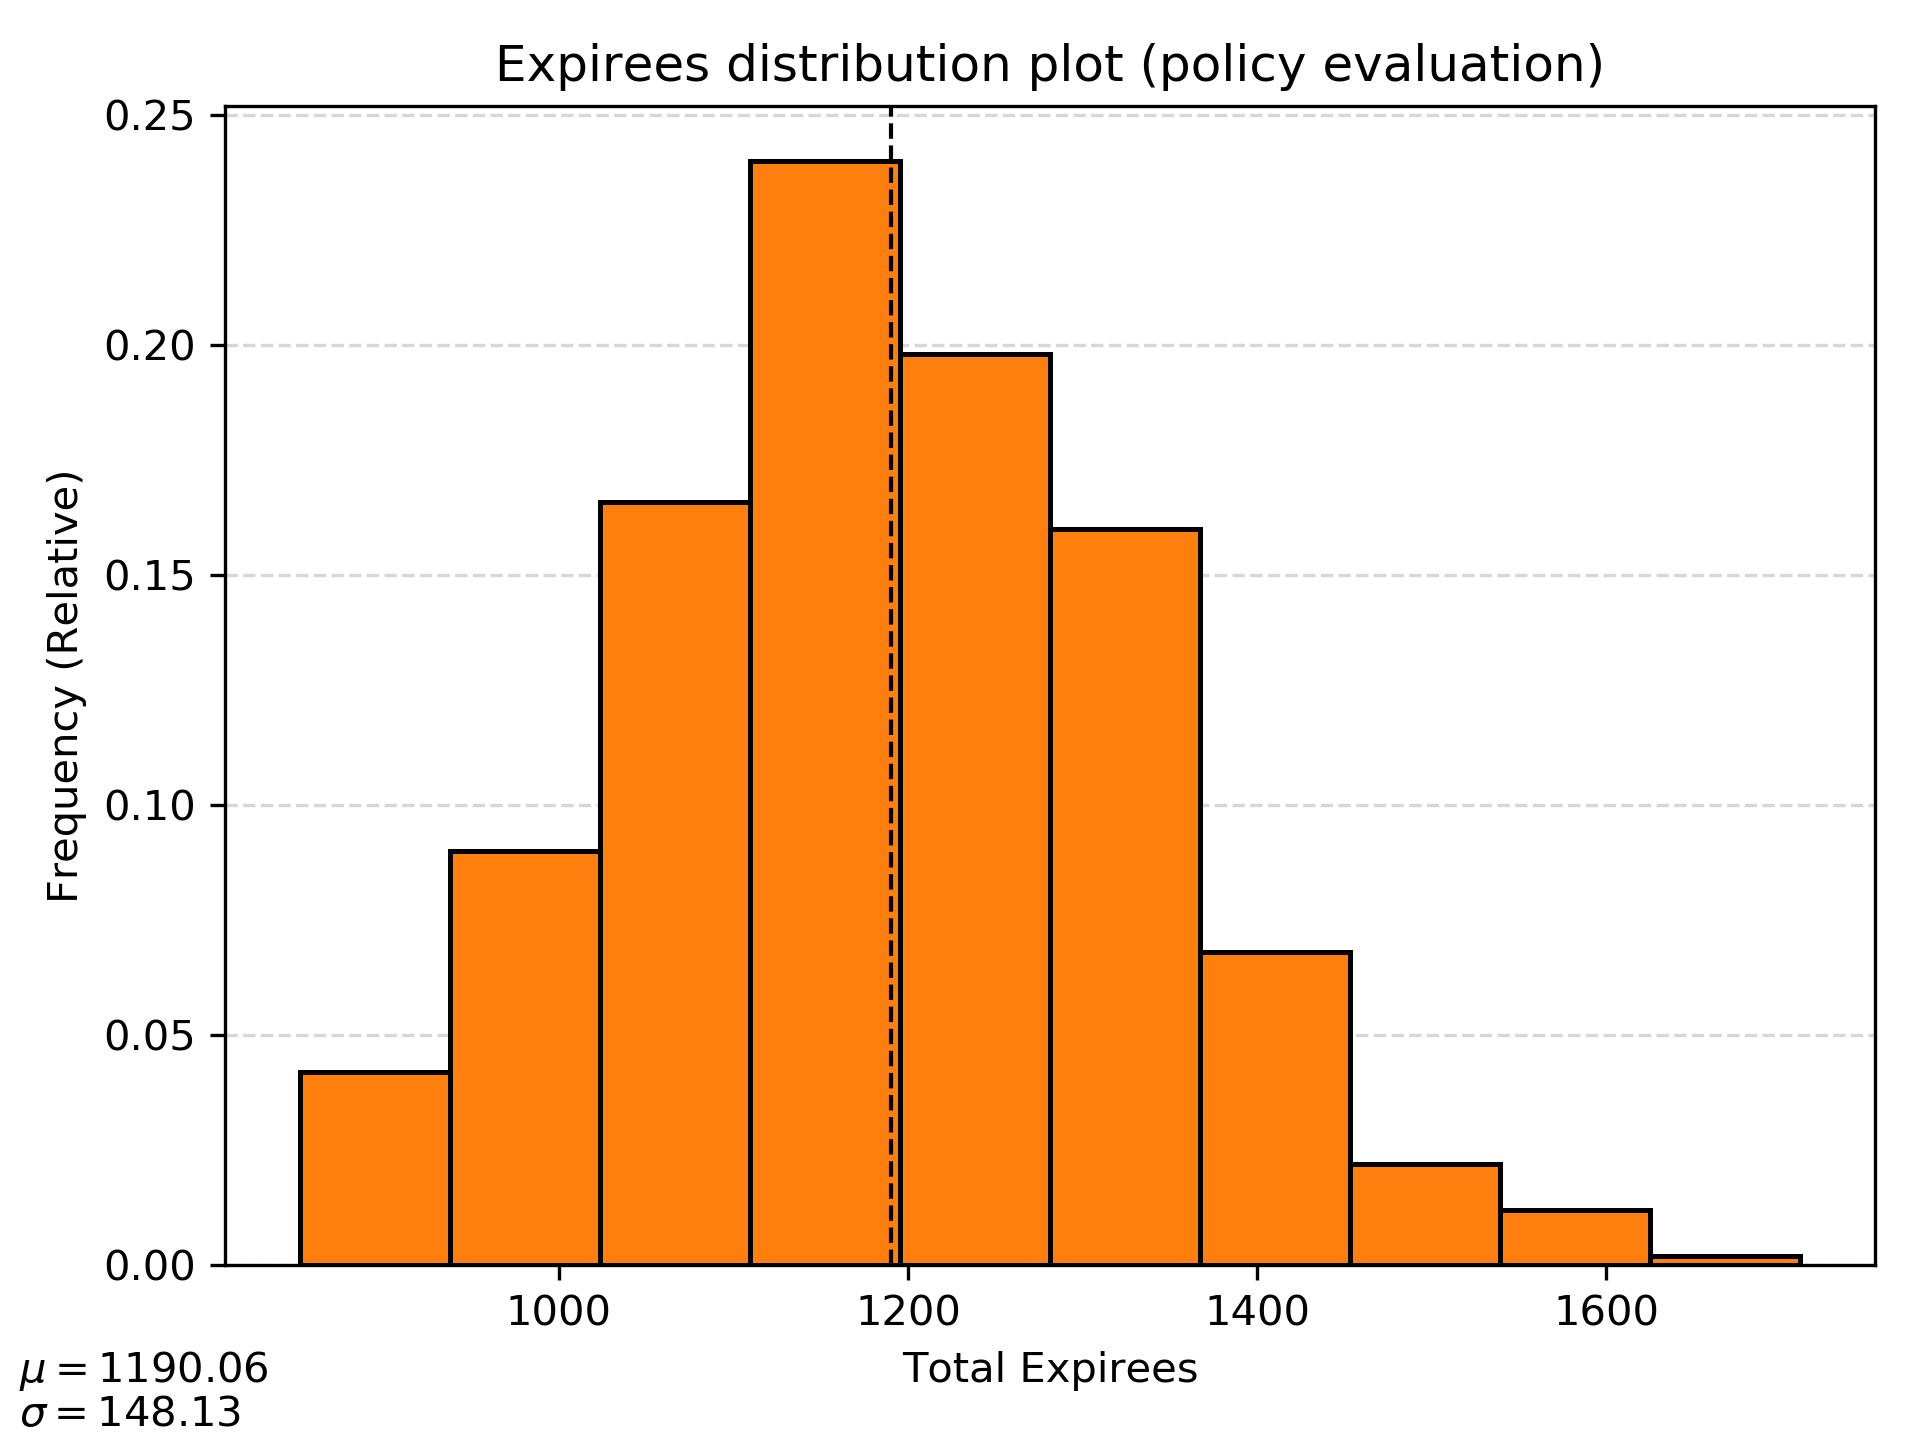 Expirees distribution plot (policy evaluation)
0.25
0.20
0.15
0.10
0.05
0.00
Frequency (Relative)
1000 1200 1400 1600
Total Expirees
μ = 1190.06
σ = 148.13